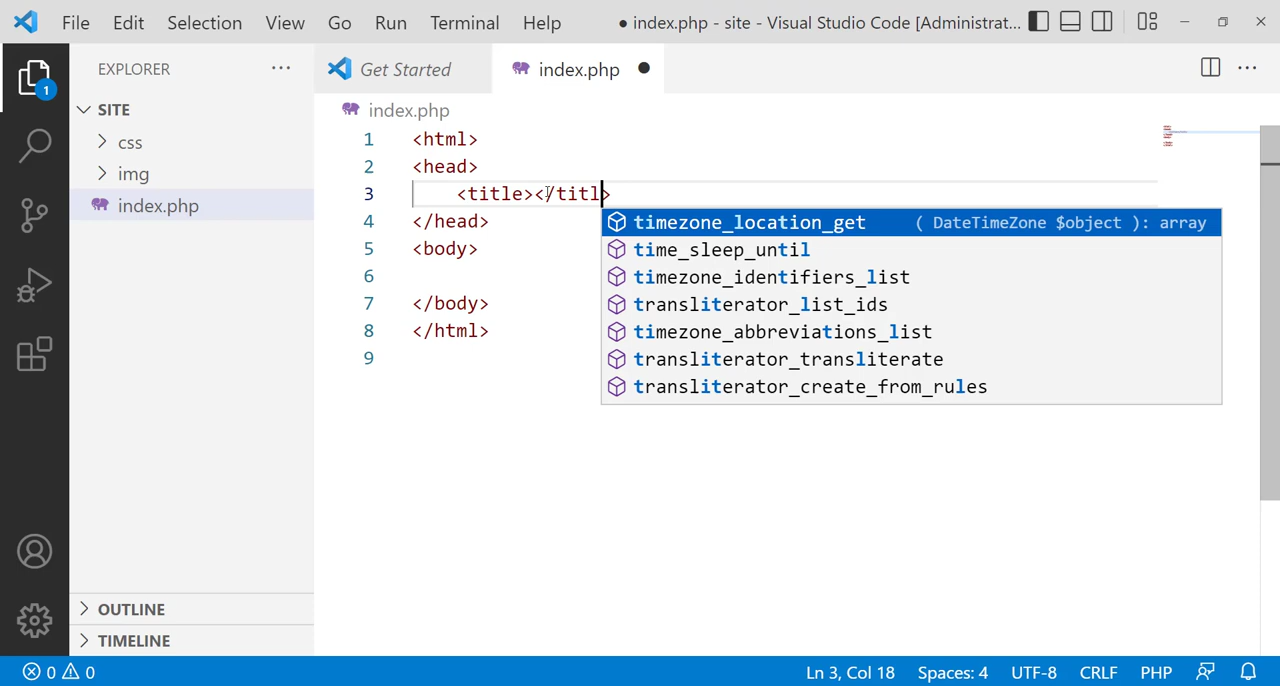 File Edit Selection View Go Run Terminal Help ● index.php - site - Visual Studio Code [Administrat...
1
EXPLORER ···
SITE
css
img
index.php
OUTLINE
TIMELINE
Get Started index.php ●
index.php
1 <html>
2 <head>
3 <title></titl>
4 </head>
5 <body>
6
7 </body>
8 </html>
9
timezone_location_get ( DateTimeZone $object ): array
time_sleep_until
timezone_identifiers_list
transliterator_list_ids
timezone_abbreviations_list
transliterator_transliterate
transliterator_create_from_rules
0 0 Ln 3, Col 18 Spaces: 4 UTF-8 CRLF PHP